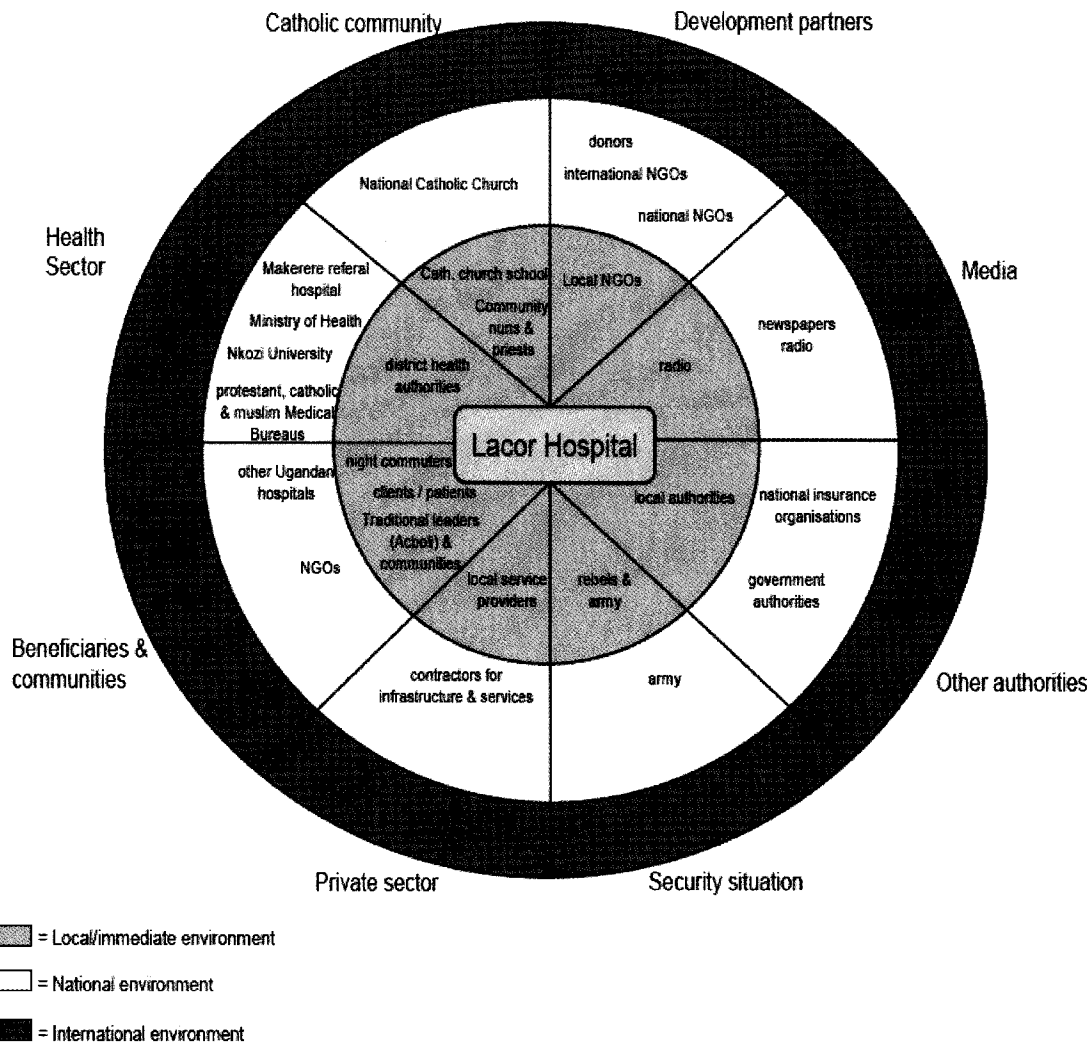 Catholic community
Development partners
donors
international NGOs
national NGOs
National Catholic Church
Health
Sector
Media
Makerere referal
hospital
Ministry of Health
Nkozi University
protestant, catholic
& muslim Medical
Bureaus
Cath. church school
Community
nuns &
priests
Local NGOs
newspapers
radio
district health
authorities
radio
Lacor Hospital
night commuters
clients / patients
Traditional leaders
(Acholi) &
communities
local authorities
other Ugandan
hospitals
NGOs
national insurance
organisations
government
authorities
local service
providers
rebels &
army
Beneficiaries &
communities
contractors for
infrastructure & services
army
Other authorities
Private sector
Security situation
= Local/immediate environment
= National environment
= International environment